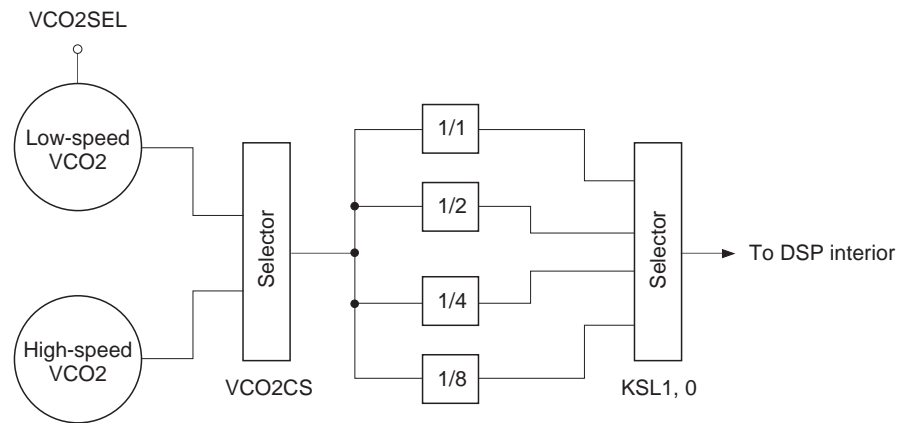 VCO2SEL
Low-speed
VCO2
High-speed
VCO2
Selector
VCO2CS
1/1
1/2
1/4
1/8
Selector
KSL1, 0
To DSP interior